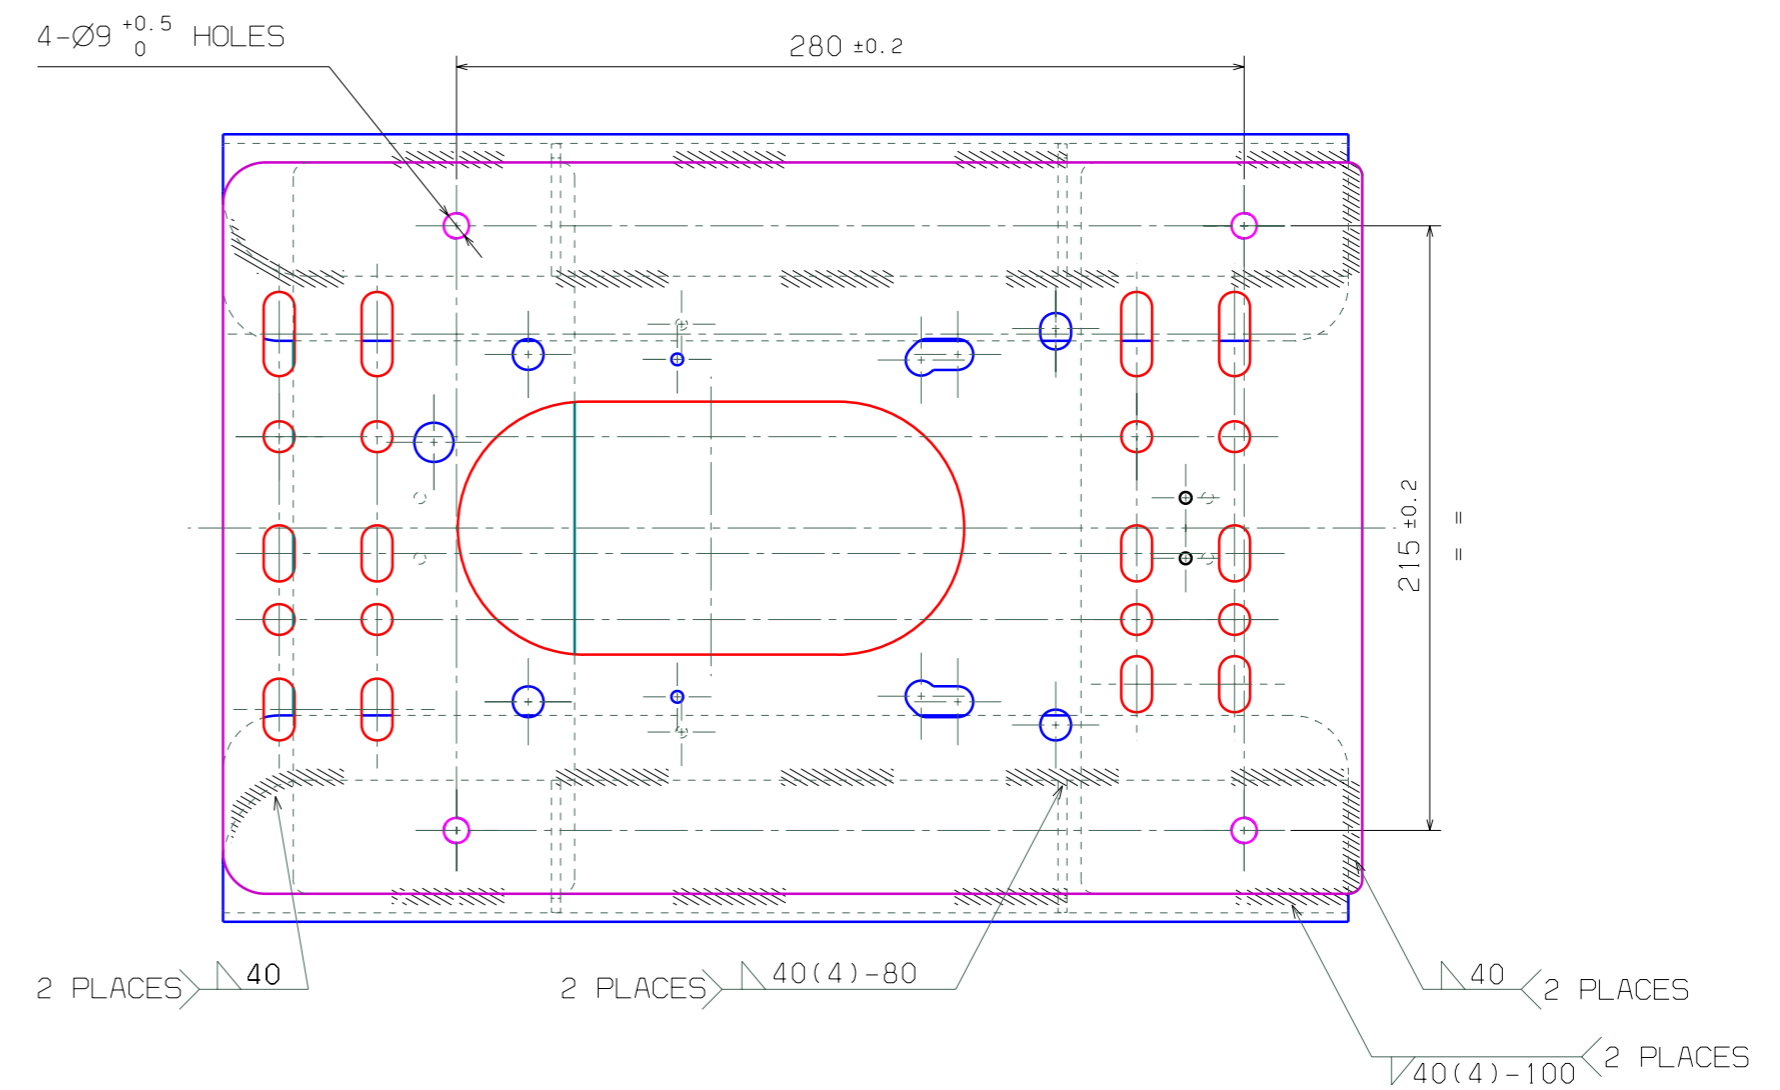 4-Ø9 +0.5 0 HOLES
280 ±0.2
215 ±0.2
=
=
2 PLACES 40
2 PLACES 40(4)-80
40 2 PLACES
40(4)-100 2 PLACES